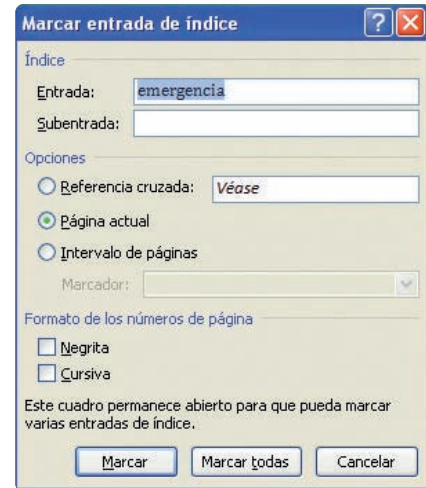 Marcar entrada de índice
Índice
Entrada: emergencia
Subentrada:
Opciones
Referencia cruzada: Véase
Página actual
Intervalo de páginas
Marcador:
Formato de los números de página
Negrita
Cursiva
Este cuadro permanece abierto para que pueda marcar
varias entradas de índice.
Marcar Marcar todas Cancelar